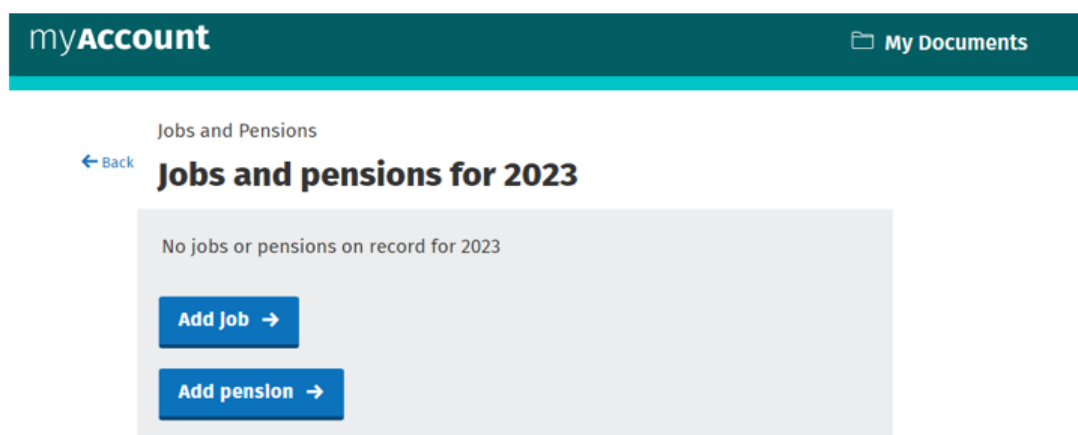 myAccount
My Documents
Jobs and Pensions
Back
Jobs and pensions for 2023
No jobs or pensions on record for 2023
Add Job
Add pension